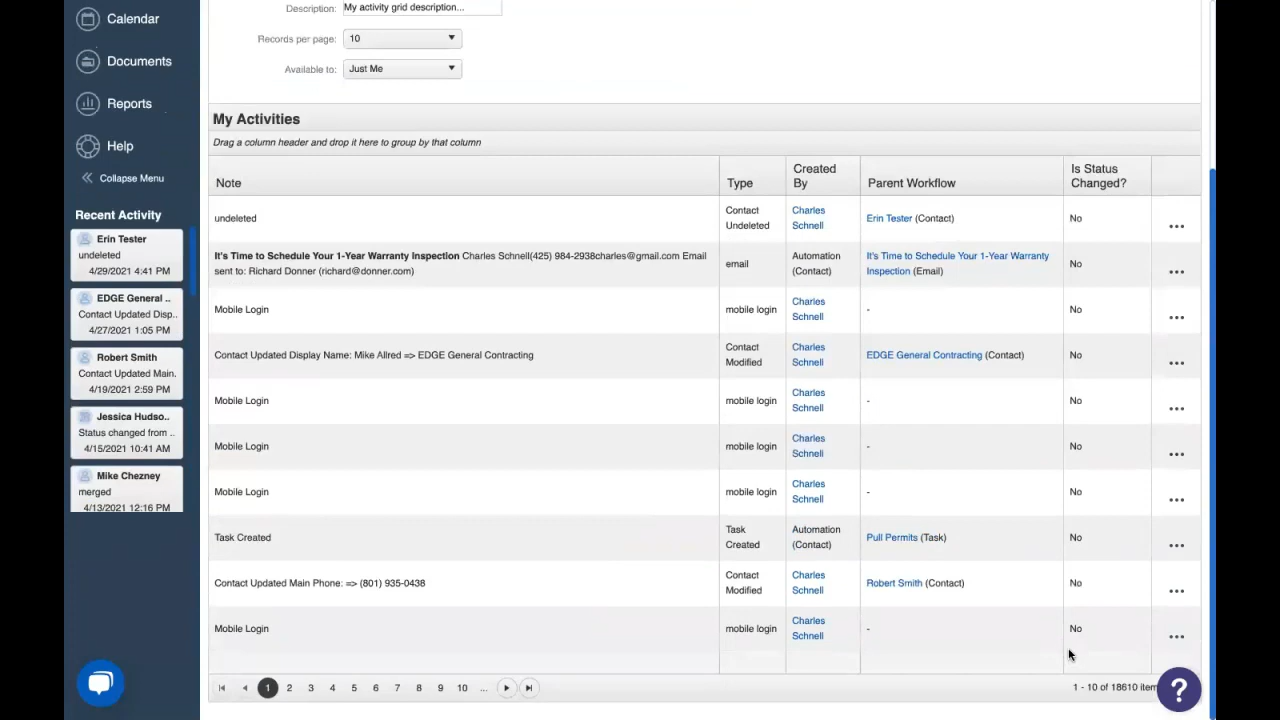 Calendar
Documents
Reports
Help
Collapse Menu
Recent Activity
Erin Tester
undeleted
4/29/2021 4:41 PM
EDGE General ..
Contact Updated Disp..
4/27/2021 1:05 PM
Robert Smith
Contact Updated Main.
4/19/2021 2:59 PM
Jessica Hudso..
Status changed from ..
4/15/2021 10:41 AM
Mike Chezney
merged
4/13/2021 12:16 PM
Description: My activity grid description...
Records per page: 10
Available to: Just Me
My Activities
Drag a column header and drop it here to group by that column
Note Type Created By Parent Workflow Is Status Changed?
undeleted Contact Undeleted Charles Schnell Erin Tester (Contact) No
It's Time to Schedule Your 1-Year Warranty Inspection Charles Schnell(425) 984-2938charles@gmail.com Email sent to: Richard Donner (richard@donner.com) email Automation (Contact) It's Time to Schedule Your 1-Year Warranty Inspection (Email) No
Mobile Login mobile login Charles Schnell - No
Contact Updated Display Name: Mike Allred => EDGE General Contracting Contact Modified Charles Schnell EDGE General Contracting (Contact) No
Mobile Login mobile login Charles Schnell - No
Mobile Login mobile login Charles Schnell - No
Mobile Login mobile login Charles Schnell - No
Task Created Task Created Automation (Contact) Pull Permits (Task) No
Contact Updated Main Phone: => (801) 935-0438 Contact Modified Charles Schnell Robert Smith (Contact) No
Mobile Login mobile login Charles Schnell - No
1 2 3 4 5 6 7 8 9 10 ... 1 - 10 of 18610
?